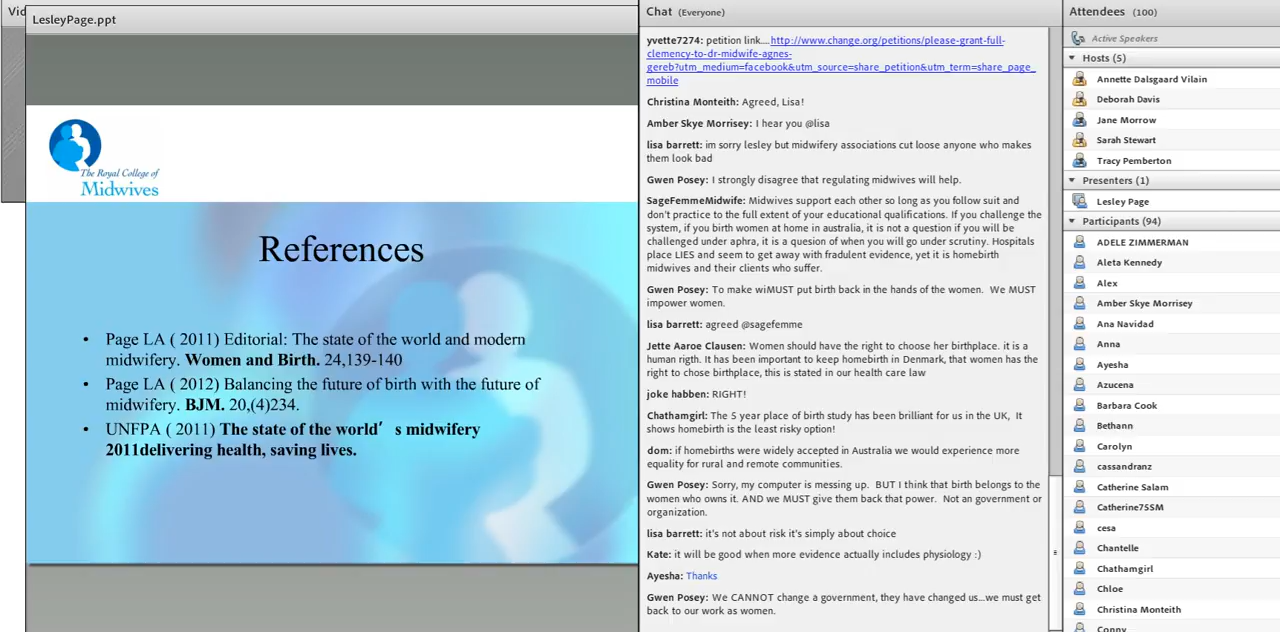 Vid
LesleyPage.ppt
The Royal College of
Midwives
References
• Page LA ( 2011) Editorial: The state of the world and modern
midwifery. Women and Birth. 24,139-140
• Page LA ( 2012) Balancing the future of birth with the future of
midwifery. BJM. 20,(4)234.
• UNFPA ( 2011) The state of the world’ s midwifery
2011delivering health, saving lives.
Chat (Everyone)
yvette7274: petition link....http://www.change.org/petitions/please-grant-full-
clemency-to-dr-midwife-agnes-
gereb?utm_medium=facebook&utm_source=share_petition&utm_term=share_page_
mobile
Christina Monteith: Agreed, Lisa!
Amber Skye Morrisey: I hear you @lisa
lisa barrett: im sorry lesley but midwifery associations cut loose anyone who makes
them look bad
Gwen Posey: I strongly disagree that regulating midwives will help.
SageFemmeMidwife: Midwives support each other so long as you follow suit and
don't practice to the full extent of your educational qualifications. If you challenge the
system, if you birth women at home in australia, it is not a question if you will be
challenged under aphra, it is a quesion of when you will go under scrutiny. Hospitals
place LIES and seem to get away with fradulent evidence, yet it is homebirth
midwives and their clients who suffer.
Gwen Posey: To make wiMUST put birth back in the hands of the women. We MUST
impower women.
lisa barrett: agreed @sagefemme
Jette Aaroe Clausen: Women should have the right to choose her birthplace. it is a
human rigth. It has been important to keep homebirth in Denmark, that women has the
right to chose birthplace, this is stated in our health care law
joke habben: RIGHT!
Chathamgirl: The 5 year place of birth study has been brilliant for us in the UK, It
shows homebirth is the least risky option!
dom: if homebirths were widely accepted in Australia we would experience more
equality for rural and remote communities.
Gwen Posey: Sorry, my computer is messing up. BUT I think that birth belongs to the
women who owns it. AND we MUST give them back that power. Not an government or
organization.
lisa barrett: it's not about risk it's simply about choice
Kate: it will be good when more evidence actually includes physiology :)
Ayesha: Thanks
Gwen Posey: We CANNOT change a government, they have changed us...we must get
back to our work as women.
Attendees (100)
Active Speakers
Hosts (5)
Annette Dalsgaard Vilain
Deborah Davis
Jane Morrow
Sarah Stewart
Tracy Pemberton
Presenters (1)
Lesley Page
Participants (94)
ADELE ZIMMERMAN
Aleta Kennedy
Alex
Amber Skye Morrisey
Ana Navidad
Anna
Ayesha
Azucena
Barbara Cook
Bethann
Carolyn
cassandranz
Catherine Salam
Catherine75SM
cesa
Chantelle
Chathamgirl
Chloe
Christina Monteith
Conny